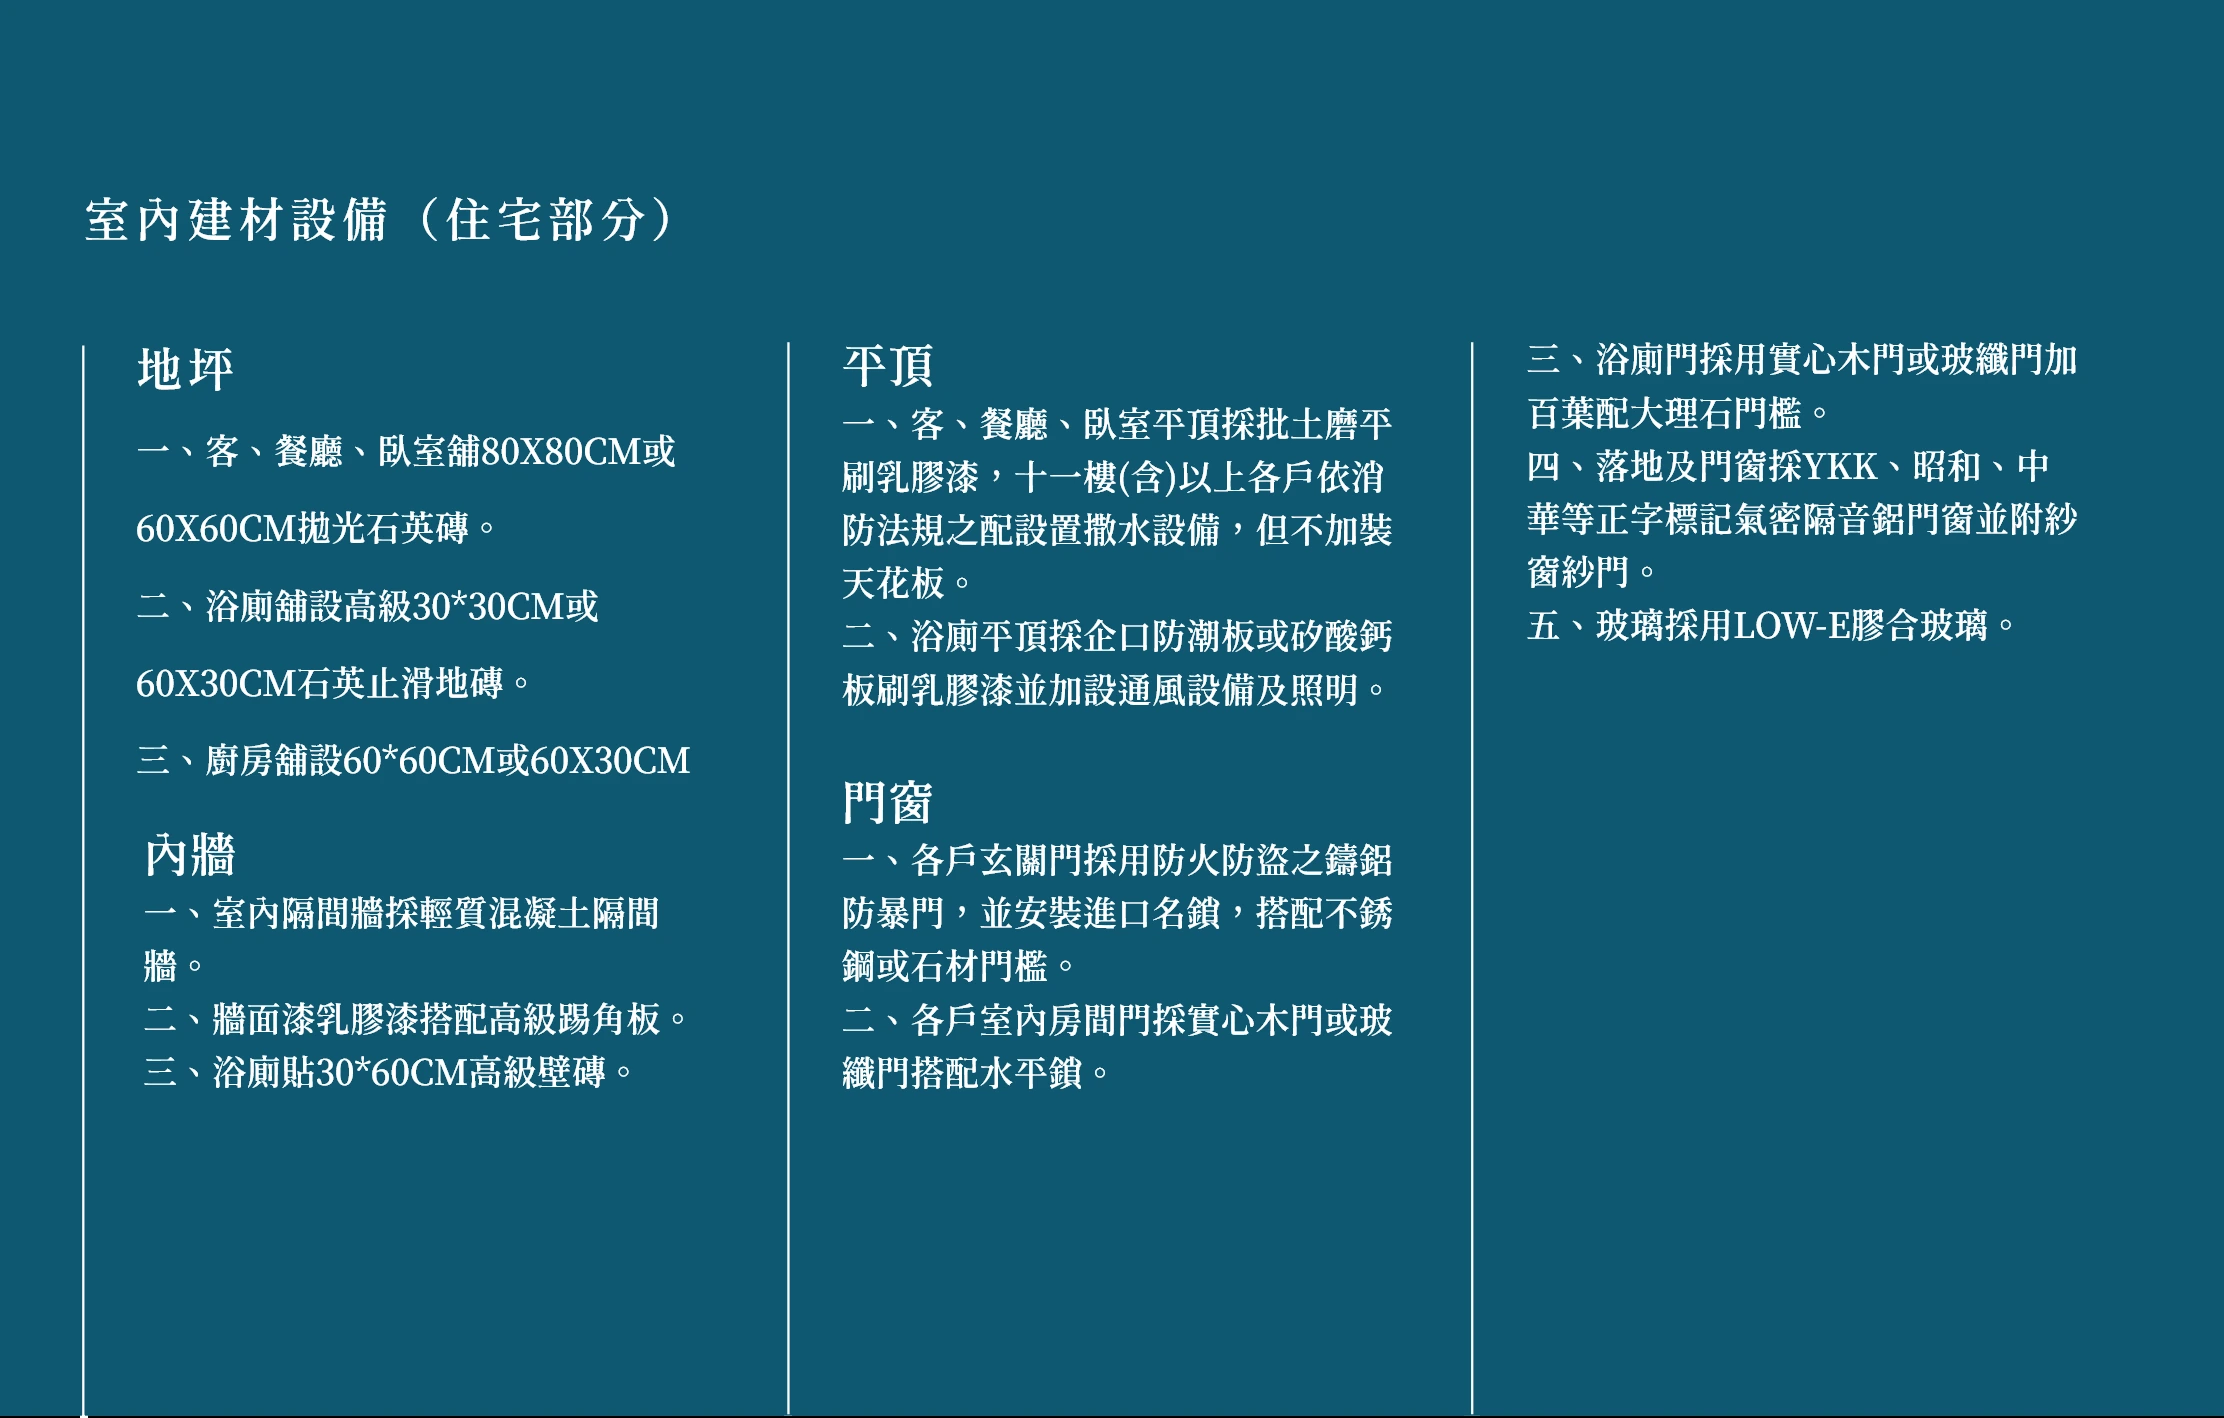 室內建材設備（住宅部分）
地坪
一、客、餐廳、臥室舖80X80CM或
60X60CM拋光石英磚。
二、浴廁舖設高級30*30CM或
60X30CM石英止滑地磚。
三、廚房舖設60*60CM或60X30CM
內牆
一、室內隔間牆採輕質混凝土隔間
牆。
二、牆面漆乳膠漆搭配高級踢角板。
三、浴廁貼30*60CM高級壁磚。
平頂
一、客、餐廳、臥室平頂採批土磨平
刷乳膠漆，十一樓(含)以上各戶依消
防法規之配設置撒水設備，但不加裝
天花板。
二、浴廁平頂採企口防潮板或矽酸鈣
板刷乳膠漆並加設通風設備及照明。
門窗
一、各戶玄關門採用防火防盜之鑄鋁
防暴門，並安裝進口名鎖，搭配不銹
鋼或石材門檻。
二、各戶室內房間門採實心木門或玻
纖門搭配水平鎖。
三、浴廁門採用實心木門或玻纖門加
百葉配大理石門檻。
四、落地及門窗採YKK、昭和、中
華等正字標記氣密隔音鋁門窗並附紗
窗紗門。
五、玻璃採用LOW-E膠合玻璃。